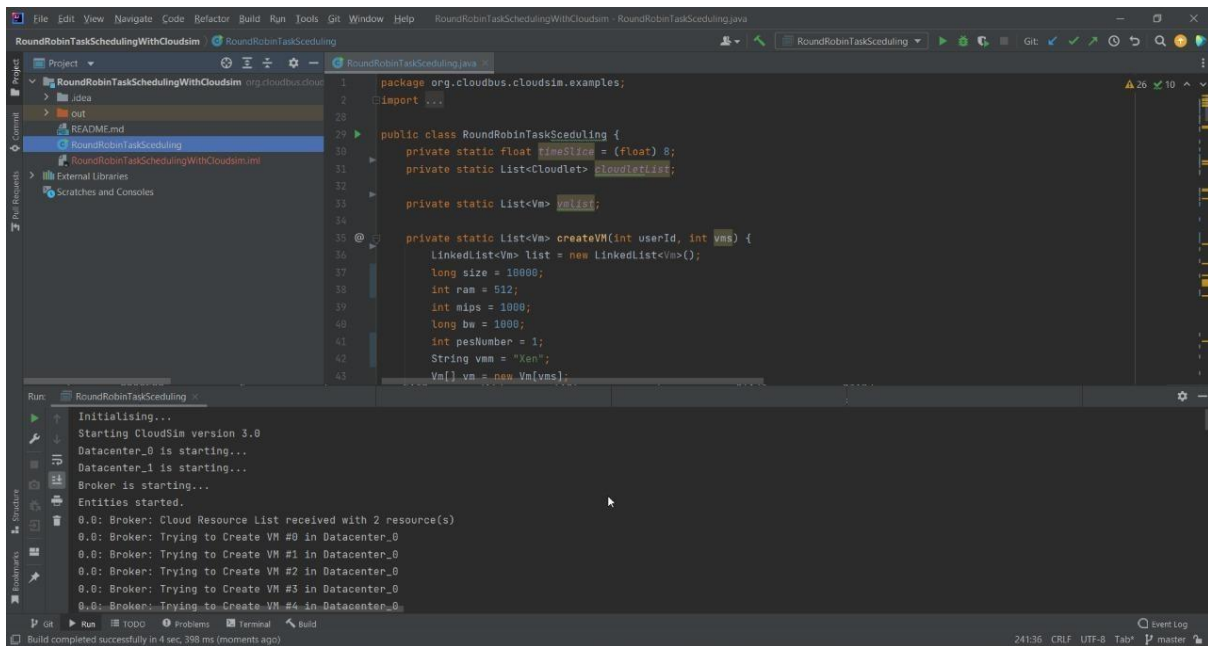 File Edit View Navigate Code Refactor Build Run Tools Git Window Help RoundRobinTaskSchedulingWithCloudsim - RoundRobinTaskSceduling.java
RoundRobinTaskSchedulingWithCloudsim RoundRobinTaskSceduling RoundRobinTaskSceduling Git:
Project RoundRobinTaskSceduling.java
RoundRobinTaskSchedulingWithCloudsim org.cloudbus.cloud
.idea
out
README.md
RoundRobinTaskSceduling
RoundRobinTaskSchedulingWithCloudsim.iml
External Libraries
Scratches and Consoles
Project
Commit
Pull Requests
26 10
1 package org.cloudbus.cloudsim.examples;
2 import ...
28
29 public class RoundRobinTaskSceduling {
30 private static float timeSlice = (float) 8;
31 private static List<Cloudlet> cloudletList;
32
33 private static List<Vm> vmlist;
34
35 @ private static List<Vm> createVM(int userId, int vms) {
36 LinkedList<Vm> list = new LinkedList<Vm>();
37 long size = 10000;
38 int ram = 512;
39 int mips = 1000;
40 long bw = 1000;
41 int pesNumber = 1;
42 String vmm = "Xen";
43 Vm[] vm = new Vm[vms];
Run: RoundRobinTaskSceduling
Initialising...
Starting CloudSim version 3.0
Datacenter_0 is starting...
Datacenter_1 is starting...
Broker is starting...
Entities started.
0.0: Broker: Cloud Resource List received with 2 resource(s)
0.0: Broker: Trying to Create VM #0 in Datacenter_0
0.0: Broker: Trying to Create VM #1 in Datacenter_0
0.0: Broker: Trying to Create VM #2 in Datacenter_0
0.0: Broker: Trying to Create VM #3 in Datacenter_0
0.0: Broker: Trying to Create VM #4 in Datacenter_0
Structure
Bookmarks
Git Run TODO Problems Terminal Build Event Log
Build completed successfully in 4 sec, 398 ms (moments ago) 241:36 CRLF UTF-8 Tab* master